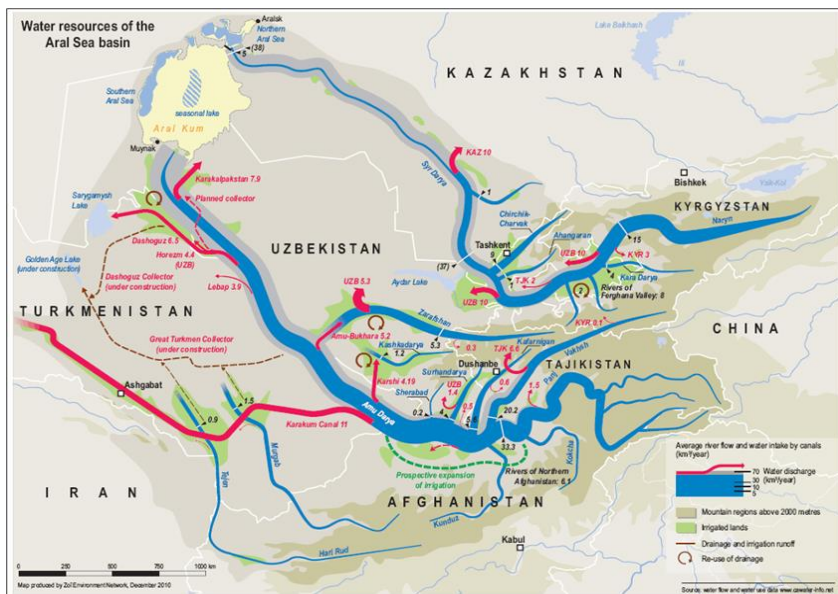 Water resources of the
Aral Sea basin
Aralsk
Northern
Aral Sea
(38)
5
Lake Balkhash
Ili
KAZAKHSTAN
Southern
Aral Sea
seasonal lake
Aral Kum
Muynak
Syr Darya
KAZ 10
1
Bishkek
Ysik-Kol
KYRGYZSTAN
Naryn
Karakalpakstan 7.9
Planned collector
Sarygamysh
Lake
Chirchik-
Charvak
Ahangaran
Tashkent
9
15
UZB 10
KYR 3
Kara Darya
TJK 2
2
Rivers of
Ferghana Valley: 8
UZBEKISTAN
(37)
Aydar Lake
UZB 10
Dashoguz 6.5
Horezm 4.4
(UZB)
Golden Age Lake
(under construction)
Dashoguz Collector
(under construction)
Lebap 3.9
UZB 5.3
Zarafshan
KYR 0.1
CHINA
TURKMENISTAN
Amu-Bukhara 5.2
5.3
0.3
Kafarnigan
TJK 6.6
Vakhsh
TAJIKISTAN
Great Turkmen Collector
(under construction)
Kashkadarya
1.2
Dushanbe
Surhandarya
Panj
Karshi 4.19
Sherabad
UZB
1.4
0.5
0.6
1.5
Ashgabat
0.9
1.5
Karakum Canal 11
Amu Darya
0.2
4
5
20.2
33.3
Kokcha
Tejen
Murgab
Prospective expansion
of irrigation
Rivers of Northern
Afghanistan: 6.1
IRAN
AFGHANISTAN
Kunduz
Hari Rud
Kabul
Average river flow and water intake by canals
(km³/year)
70
Water discharge
30
(km³/year)
10
5
Mountain regions above 2000 metres
Irrigated lands
Drainage and irrigation runoff
Re-use of drainage
0
250
500
750
1000 km
Map produced by Zoï Environment Network, December 2010
Source: water flow and water use data www.cawater-info.net